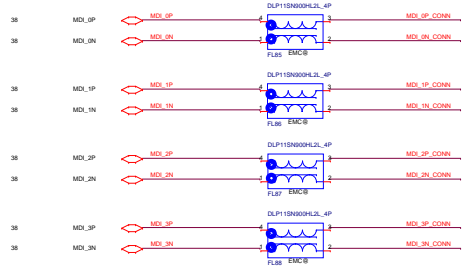 DLP11SN900HL2L_4P
38 MDI_0P MDI_0P 4 3 MDI_0P_CONN
38 MDI_0N MDI_0N 1 2 MDI_0N_CONN
FL85 EMC@
DLP11SN900HL2L_4P
38 MDI_1P MDI_1P 4 3 MDI_1P_CONN
38 MDI_1N MDI_1N 1 2 MDI_1N_CONN
FL86 EMC@
DLP11SN900HL2L_4P
38 MDI_2P MDI_2P 4 3 MDI_2P_CONN
38 MDI_2N MDI_2N 1 2 MDI_2N_CONN
FL87 EMC@
DLP11SN900HL2L_4P
38 MDI_3P MDI_3P 4 3 MDI_3P_CONN
38 MDI_3N MDI_3N 1 2 MDI_3N_CONN
FL88 EMC@